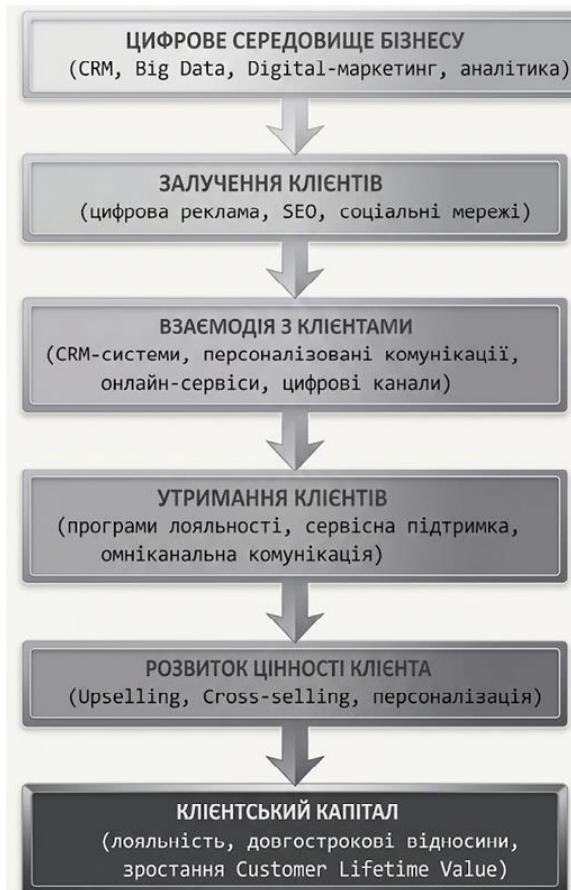 ЦИФРОВЕ СЕРЕДОВИЩЕ БІЗНЕСУ
(CRM, Big Data, Digital-маркетинг, аналітика)
ЗАЛУЧЕННЯ КЛІЄНТІВ
(цифрова реклама, SEO, соціальні мережі)
ВЗАЄМОДІЯ З КЛІЄНТАМИ
(CRM-системи, персоналізовані комунікації,
онлайн-сервіси, цифрові канали)
УТРИМАННЯ КЛІЄНТІВ
(програми лояльності, сервісна підтримка,
омніканальна комунікація)
РОЗВИТОК ЦІННОСТІ КЛІЄНТА
(Upselling, Cross-selling, персоналізація)
КЛІЄНТСЬКИЙ КАПІТАЛ
(лояльність, довгострокові відносини,
зростання Customer Lifetime Value)